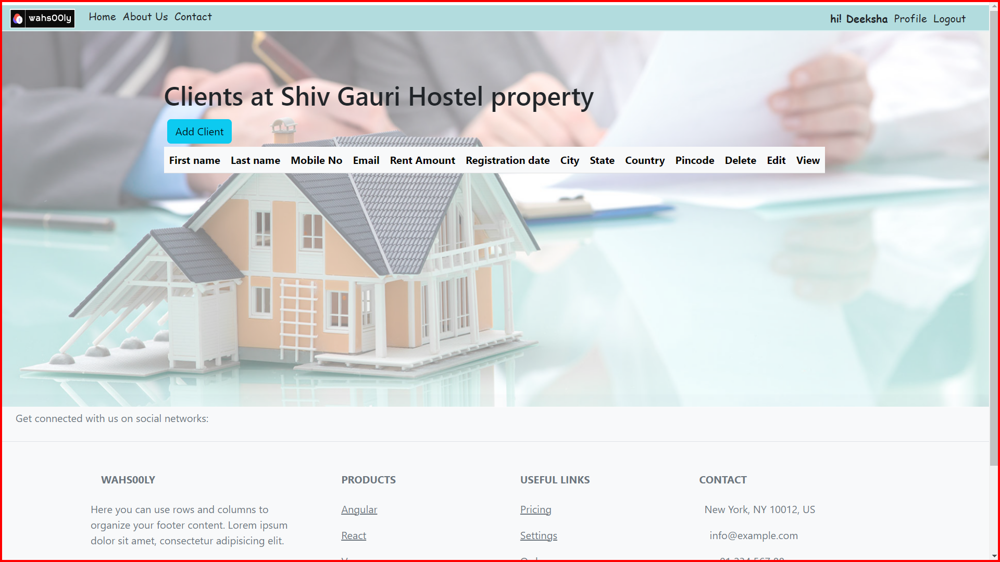 wahs00ly Home About Us Contact hi! Deeksha Profile Logout
Clients at Shiv Gauri Hostel property
Add Client
First name Last name Mobile No Email Rent Amount Registration date City State Country Pincode Delete Edit View
Get connected with us on social networks:
WAHS00LY PRODUCTS USEFUL LINKS CONTACT
Here you can use rows and columns to
organize your footer content. Lorem ipsum
dolor sit amet, consectetur adipisicing elit.
Angular
React
Pricing
Settings
New York, NY 10012, US
info@example.com